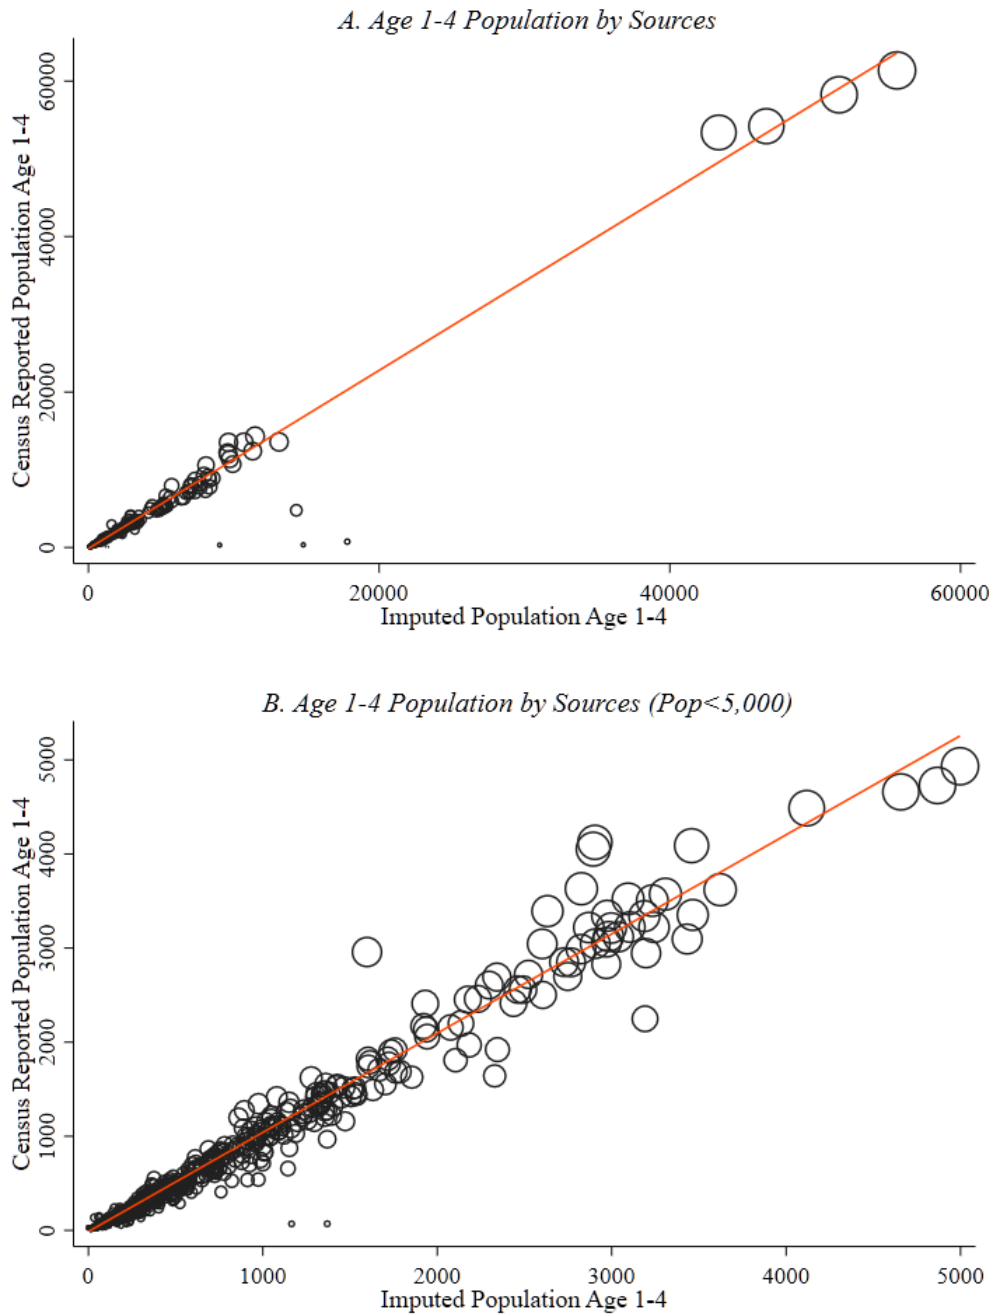 A. Age 1-4 Population by Sources
Census Reported Population Age 1-4
60000
40000
20000
0
0 20000 40000 60000
Imputed Population Age 1-4
B. Age 1-4 Population by Sources (Pop<5,000)
Census Reported Population Age 1-4
5000
4000
3000
2000
1000
0
0 1000 2000 3000 4000 5000
Imputed Population Age 1-4